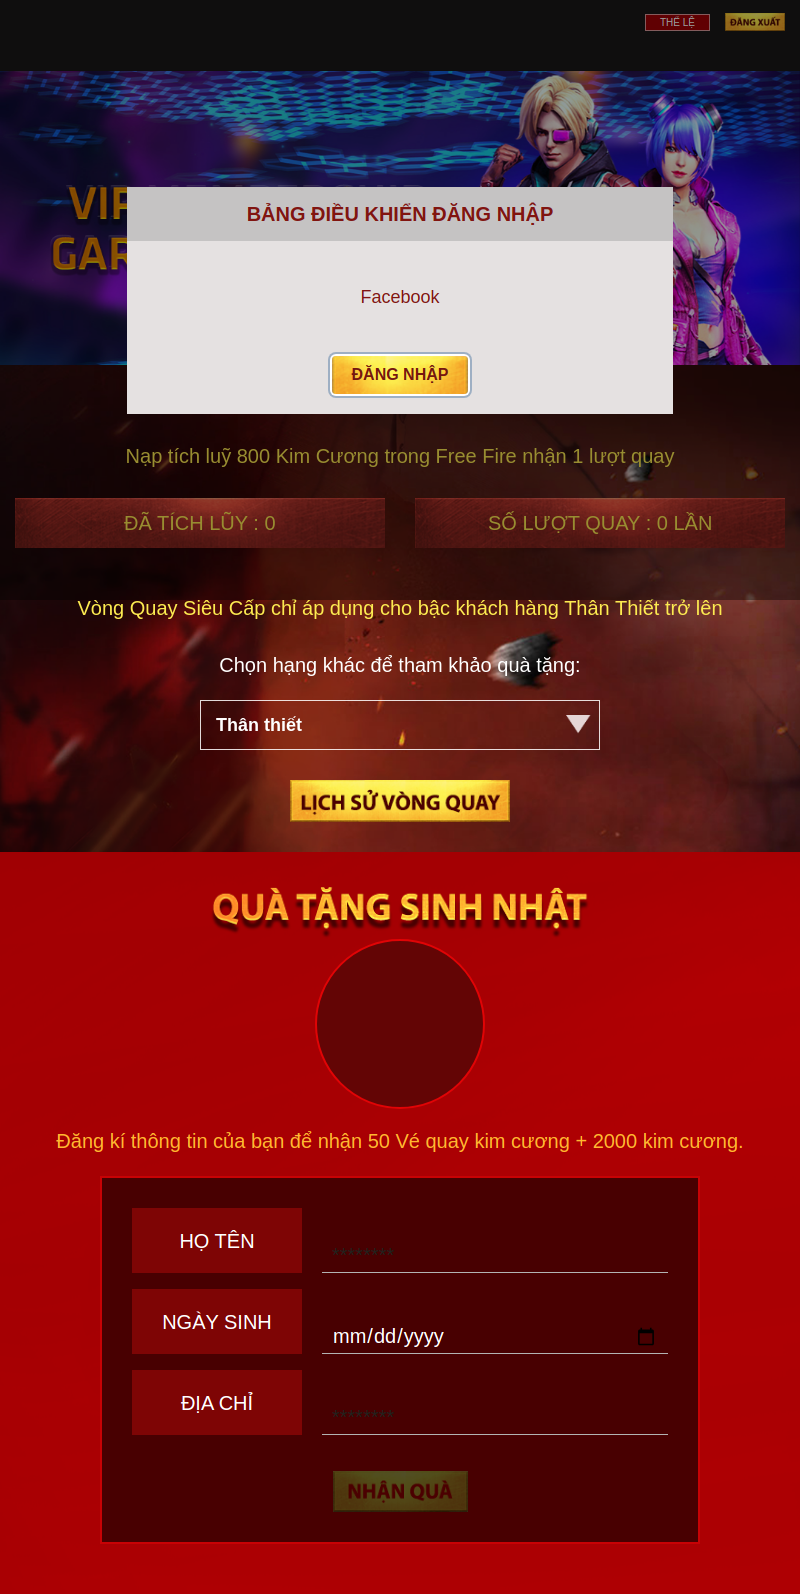 THỂ LỆ
ĐĂNG XUẤT
VIP
GAR
BẢNG ĐIỀU KHIỂN ĐĂNG NHẬP
Facebook
ĐĂNG NHẬP
Nạp tích luỹ 800 Kim Cương trong Free Fire nhận 1 lượt quay
ĐÃ TÍCH LŨY : 0
SỐ LƯỢT QUAY : 0 LẦN
Vòng Quay Siêu Cấp chỉ áp dụng cho bậc khách hàng Thân Thiết trở lên
Chọn hạng khác để tham khảo quà tặng:
Thân thiết
LỊCH SỬ VÒNG QUAY
QUÀ TẶNG SINH NHẬT
Đăng kí thông tin của bạn để nhận 50 Vé quay kim cương + 2000 kim cương.
HỌ TÊN
********
NGÀY SINH
mm/dd/yyyy
ĐỊA CHỈ
********
NHẬN QUÀ